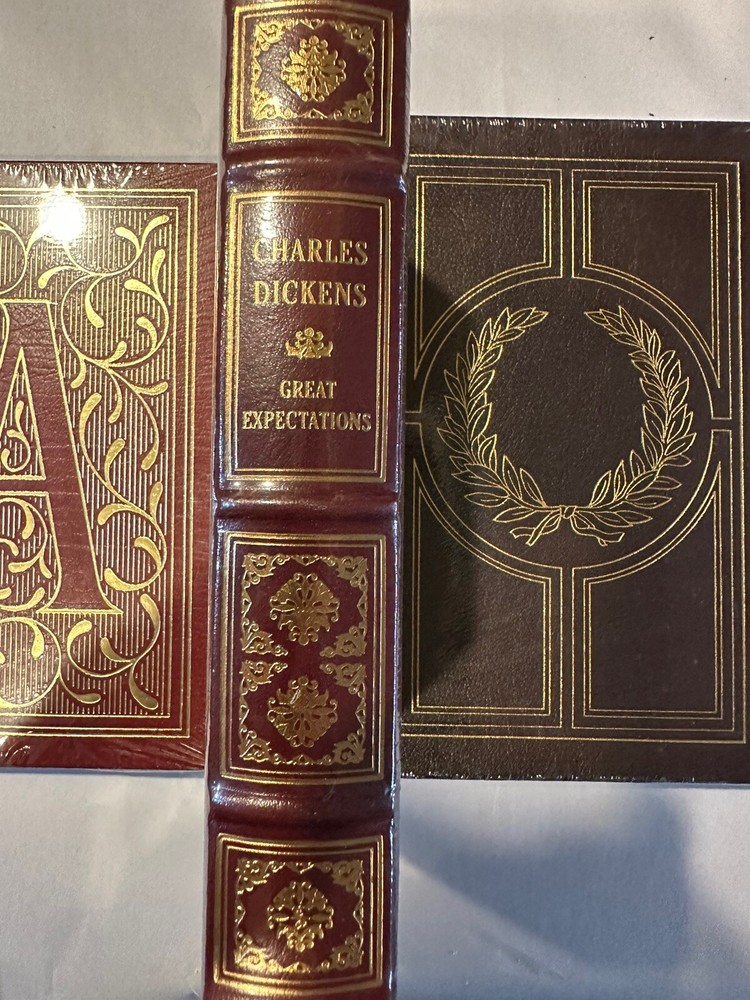 A
CHARLES
DICKENS
GREAT
EXPECTATIONS